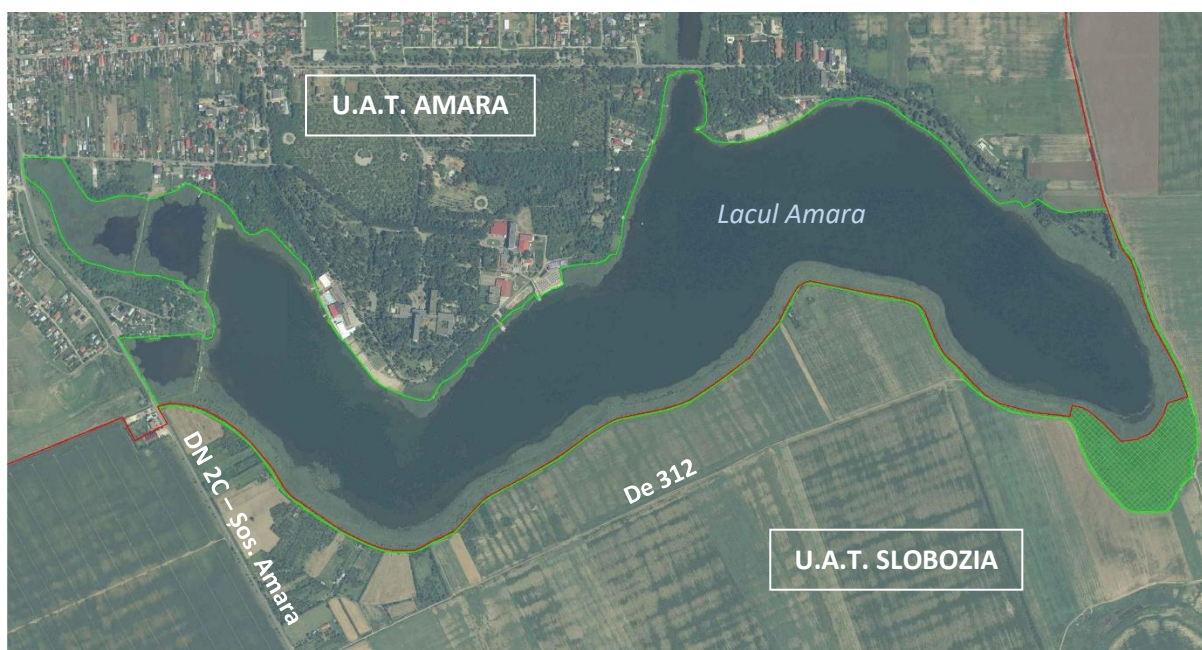 U.A.T. AMARA
Lacul Amara
De 312
DN 2C – Șos. Amara
U.A.T. SLOBOZIA